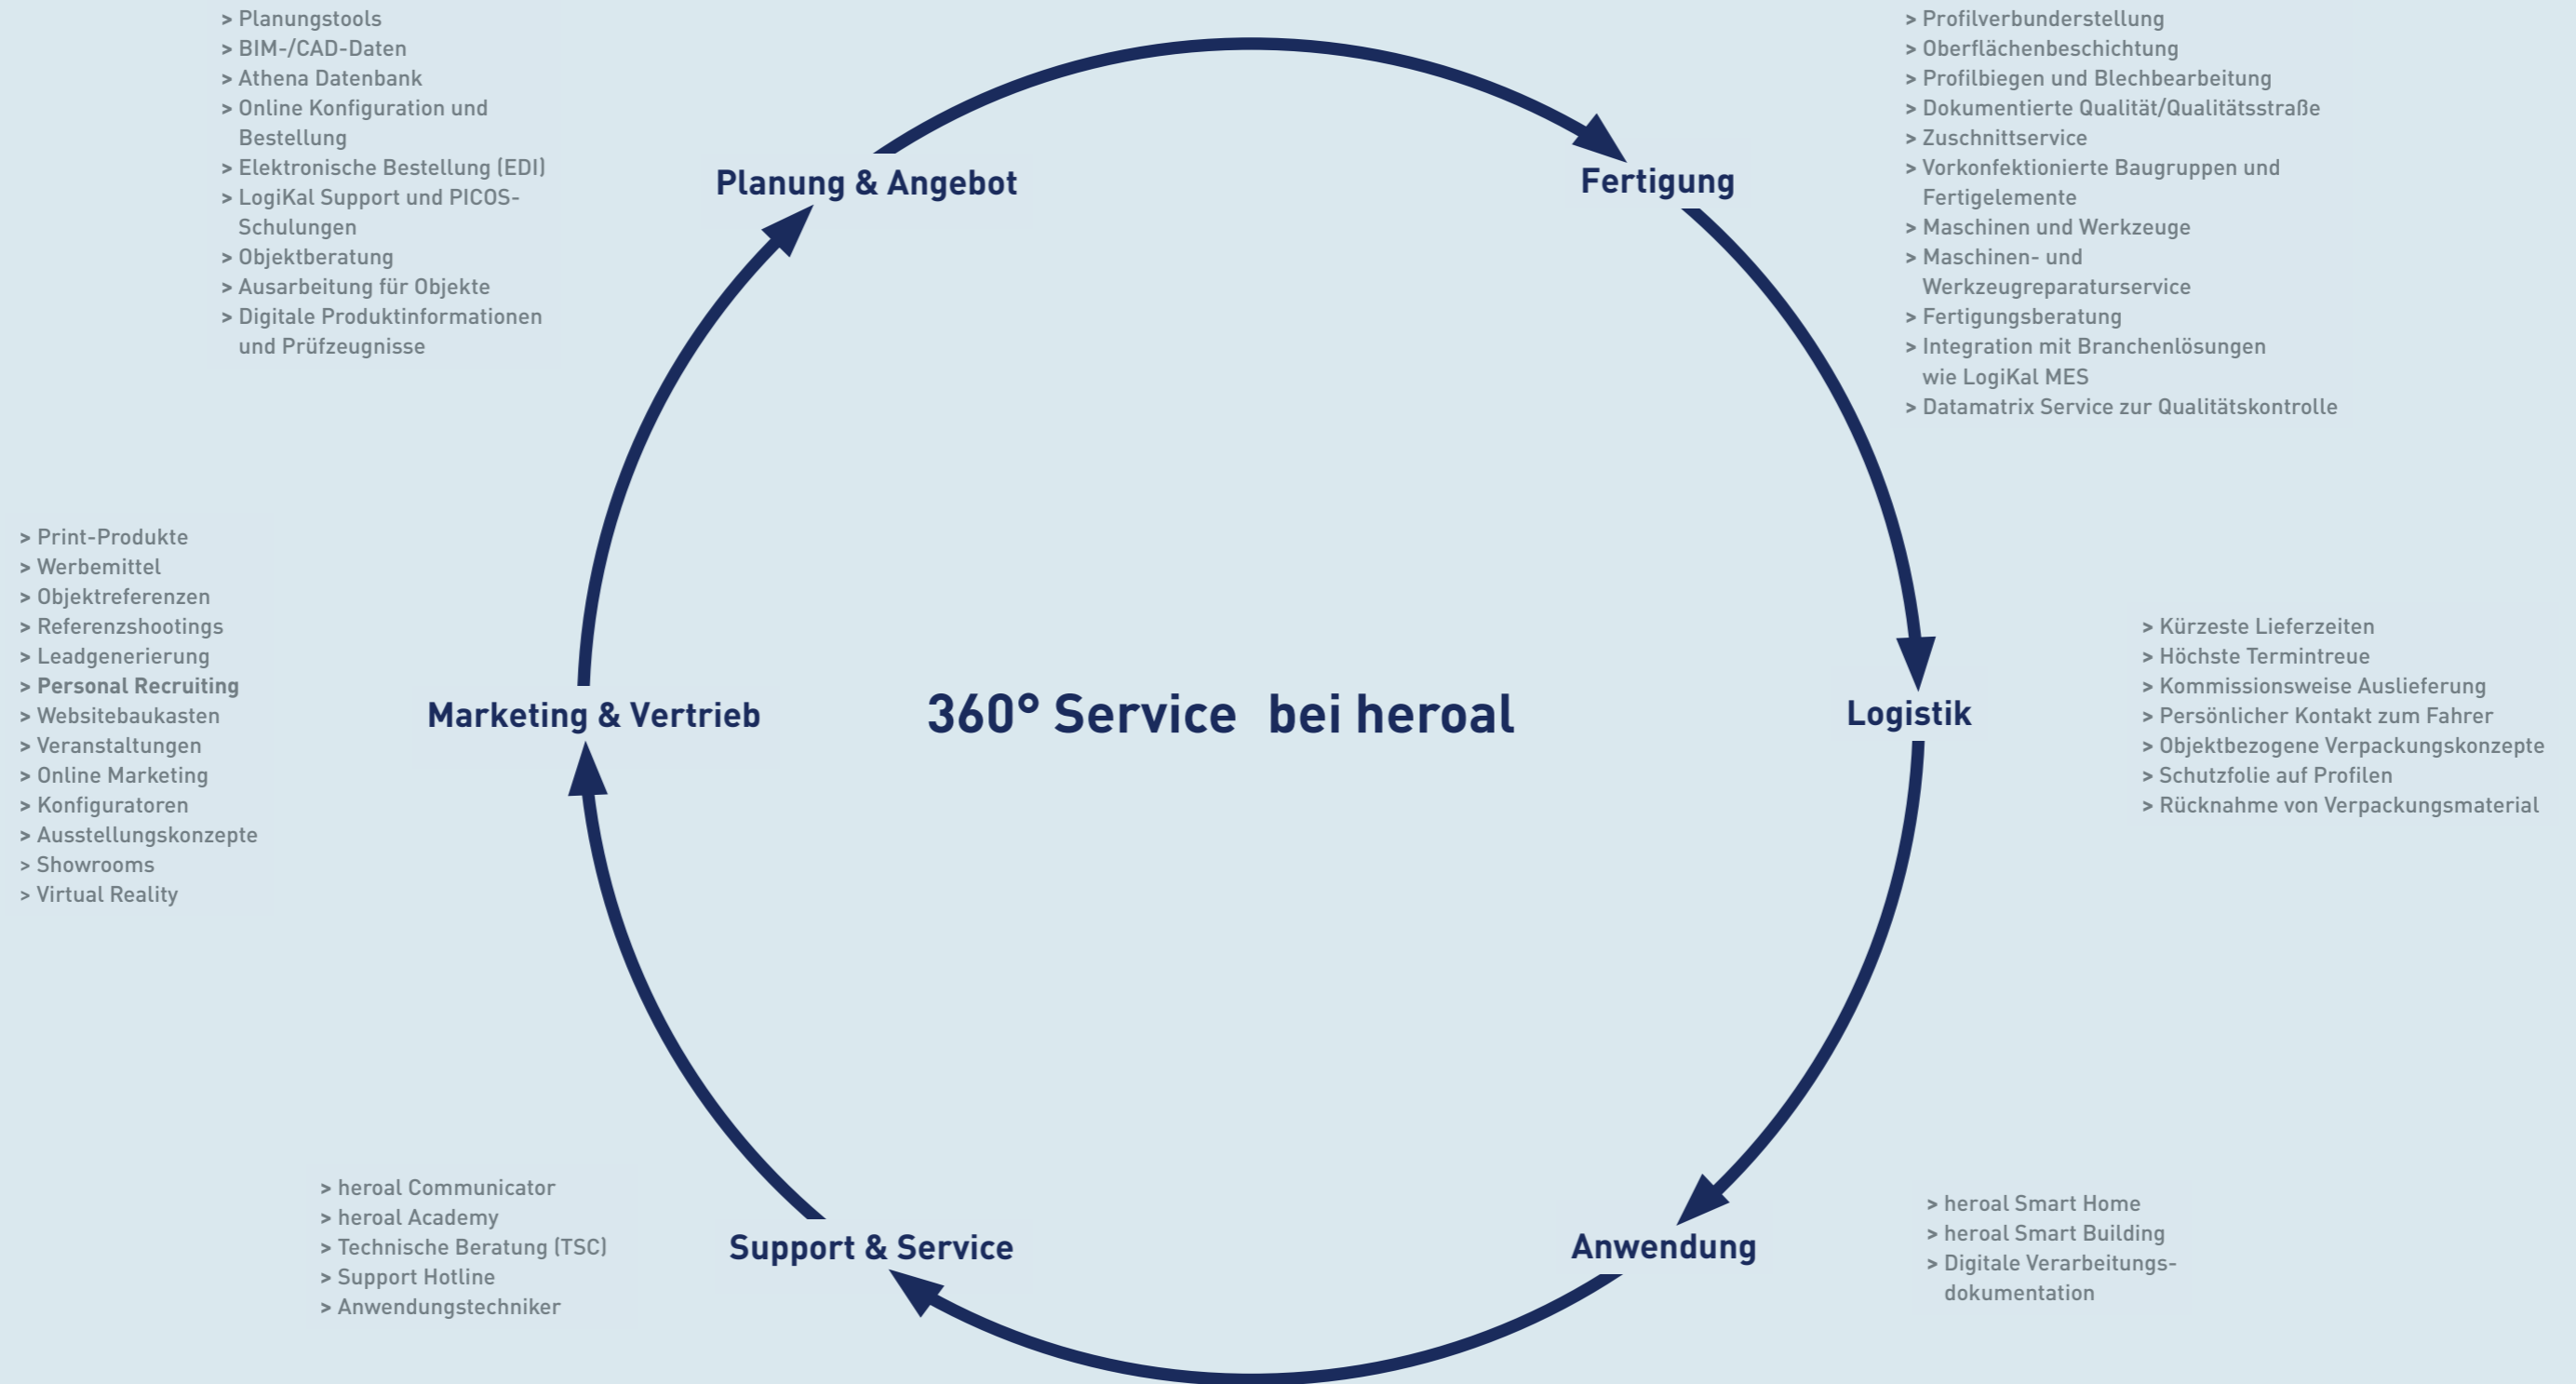 > Planungstools
> BIM-/CAD-Daten
> Athena Datenbank
> Online Konfiguration und
Bestellung
> Elektronische Bestellung (EDI)
> LogiKal Support und PICOS-
Schulungen
> Objektberatung
> Ausarbeitung für Objekte
> Digitale Produktinformationen
und Prüfzeugnisse
Planung & Angebot
Fertigung
> Profilverbunderstellung
> Oberflächenbeschichtung
> Profilbiegen und Blechbearbeitung
> Dokumentierte Qualität/Qualitätsstraße
> Zuschnittservice
> Vorkonfektionierte Baugruppen und
Fertigelemente
> Maschinen und Werkzeuge
> Maschinen- und
Werkzeugreparaturservice
> Fertigungsberatung
> Integration mit Branchenlösungen
wie LogiKal MES
> Datamatrix Service zur Qualitätskontrolle
> Print-Produkte
> Werbemittel
> Objektreferenzen
> Referenzshootings
> Leadgenerierung
> Personal Recruiting
> Websitebaukasten
> Veranstaltungen
> Online Marketing
> Konfiguratoren
> Ausstellungskonzepte
> Showrooms
> Virtual Reality
Marketing & Vertrieb
360° Service bei heroal
Logistik
> Kürzeste Lieferzeiten
> Höchste Termintreue
> Kommissionsweise Auslieferung
> Persönlicher Kontakt zum Fahrer
> Objektbezogene Verpackungskonzepte
> Schutzfolie auf Profilen
> Rücknahme von Verpackungsmaterial
> heroal Communicator
> heroal Academy
> Technische Beratung (TSC)
> Support Hotline
> Anwendungstechniker
Support & Service
Anwendung
> heroal Smart Home
> heroal Smart Building
> Digitale Verarbeitungs-
dokumentation